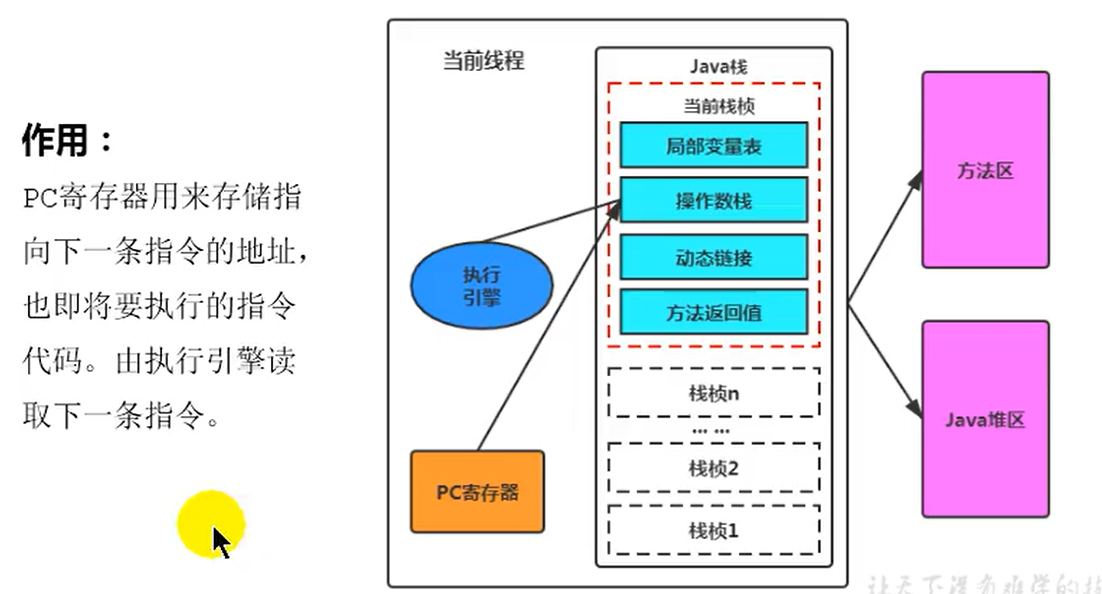 作用：
PC寄存器用来存储指
向下一条指令的地址，
也即将要执行的指令
代码。由执行引擎读
取下一条指令。
当前线程
Java栈
当前栈桢
局部变量表
操作数栈
动态链接
方法返回值
栈桢n
... ...
栈桢2
栈桢1
执行
引擎
PC寄存器
方法区
Java堆区
让天下没有难学的技